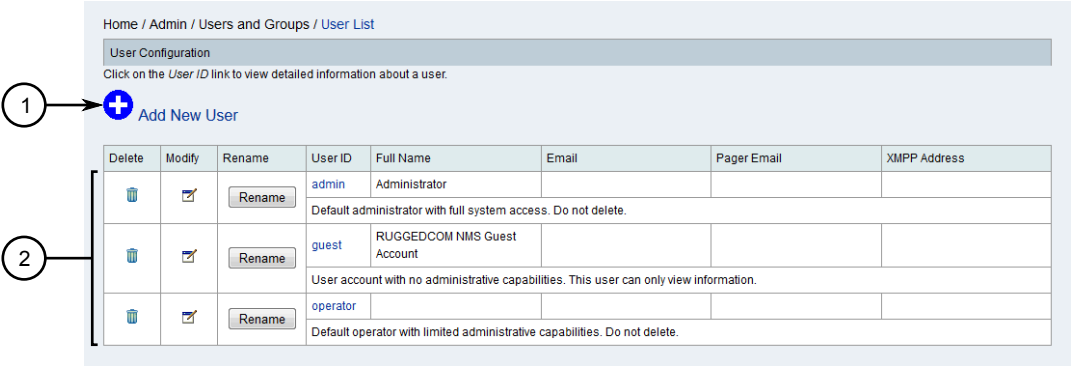 Home / Admin / Users and Groups / User List
User Configuration
Click on the User ID link to view detailed information about a user.
1
Add New User
Delete Modify Rename User ID Full Name Email Pager Email XMPP Address
2
Rename admin Administrator
Default administrator with full system access. Do not delete.
Rename guest RUGGEDCOM NMS Guest
Account
User account with no administrative capabilities. This user can only view information.
Rename operator
Default operator with limited administrative capabilities. Do not delete.